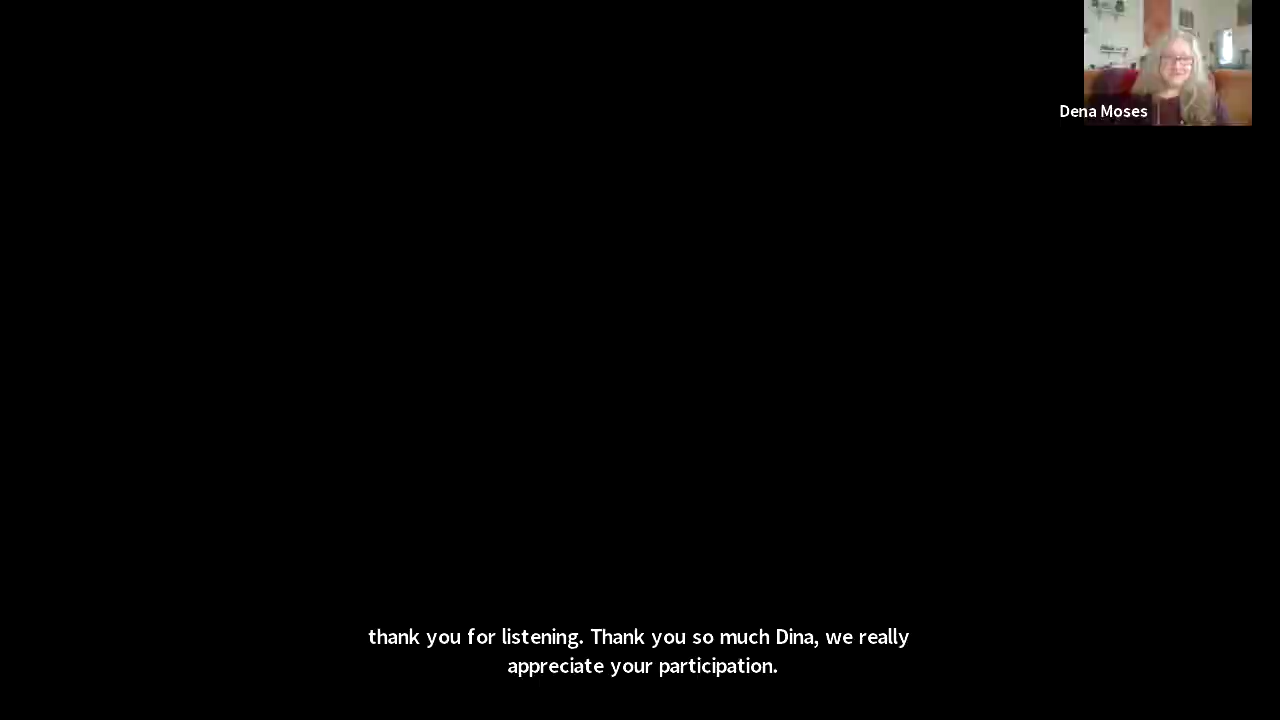 Dena Moses
thank you for listening. Thank you so much Dina, we really
appreciate your participation.